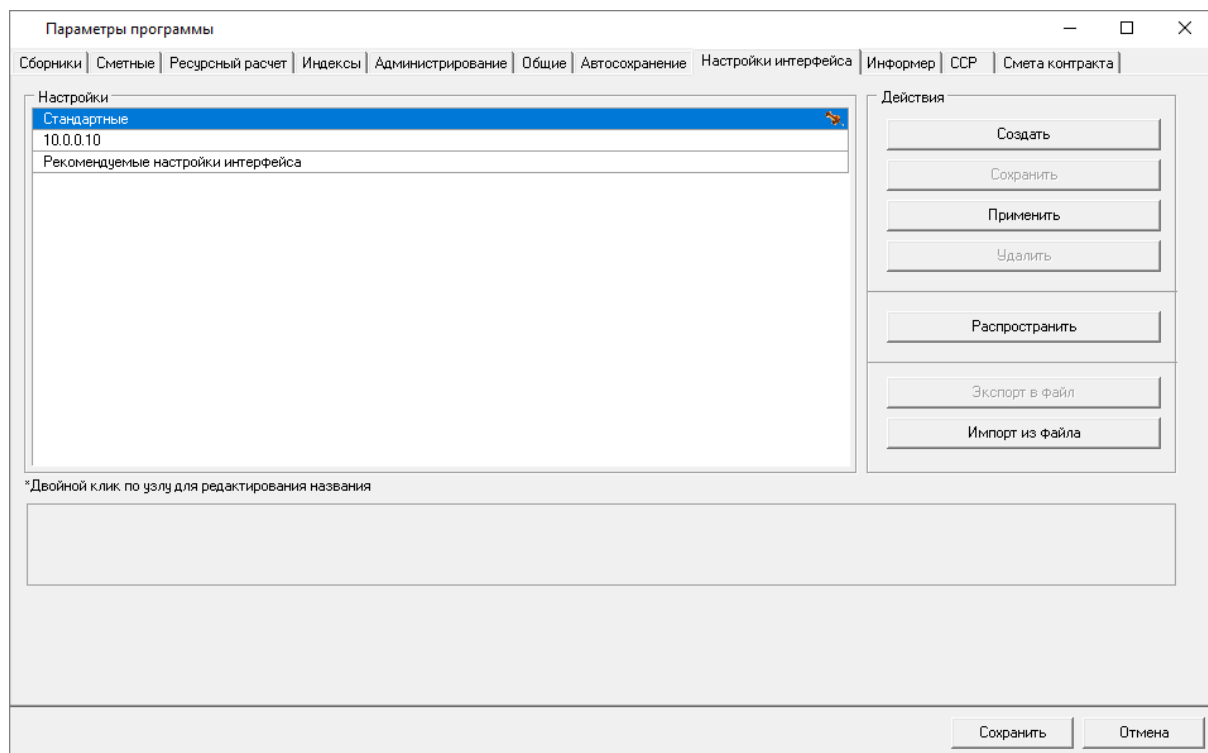 Параметры программы
Сборники Сметные Ресурсный расчет Индексы Администрирование Общие Автосохранение Настройки интерфейса Информер ССР Смета контракта
Настройки
Стандартные
10.0.0.10
Рекомендуемые настройки интерфейса
Действия
Создать
Сохранить
Применить
Удалить
Распространить
Экспорт в файл
Импорт из файла
*Двойной клик по узлу для редактирования названия
Сохранить Отмена